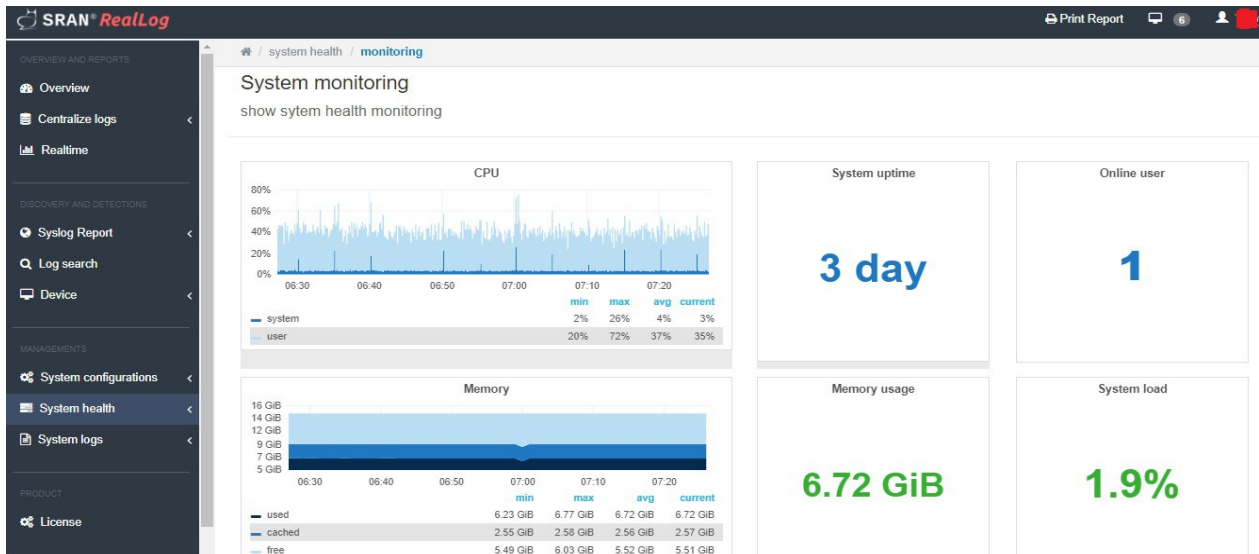 SRAN® RealLog
Print Report 6
OVERVIEW AND REPORTS
Overview
Centralize logs
Realtime
DISCOVERY AND DETECTIONS
Syslog Report
Log search
Device
MANAGEMENTS
System configurations
System health
System logs
PRODUCT
License
/ system health / monitoring
System monitoring
show sytem health monitoring
CPU
80%
60%
40%
20%
0%
06:30 06:40 06:50 07:00 07:10 07:20
min max avg current
system 2% 26% 4% 3%
user 20% 72% 37% 35%
System uptime
3 day
Online user
1
Memory
16 GiB
14 GiB
12 GiB
9 GiB
7 GiB
5 GiB
06:30 06:40 06:50 07:00 07:10 07:20
min max avg current
used 6.23 GiB 6.77 GiB 6.72 GiB 6.72 GiB
cached 2.55 GiB 2.58 GiB 2.56 GiB 2.57 GiB
free 5.49 GiB 6.03 GiB 5.52 GiB 5.51 GiB
Memory usage
6.72 GiB
System load
1.9%